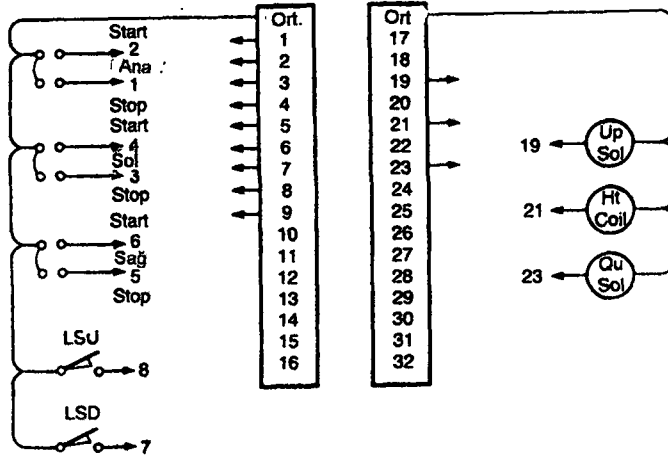 Start
2
Ana
1
Stop
Start
4
Sol
3
Stop
Start
6
Sağ
5
Stop
LSU
8
LSD
7
Ort.
1
2
3
4
5
6
7
8
9
10
11
12
13
14
15
16
Ort
17
18
19
20
21
22
23
24
25
26
27
28
29
30
31
32
19
Up
Sol
21
Ht
Coil
23
Qu
Sol